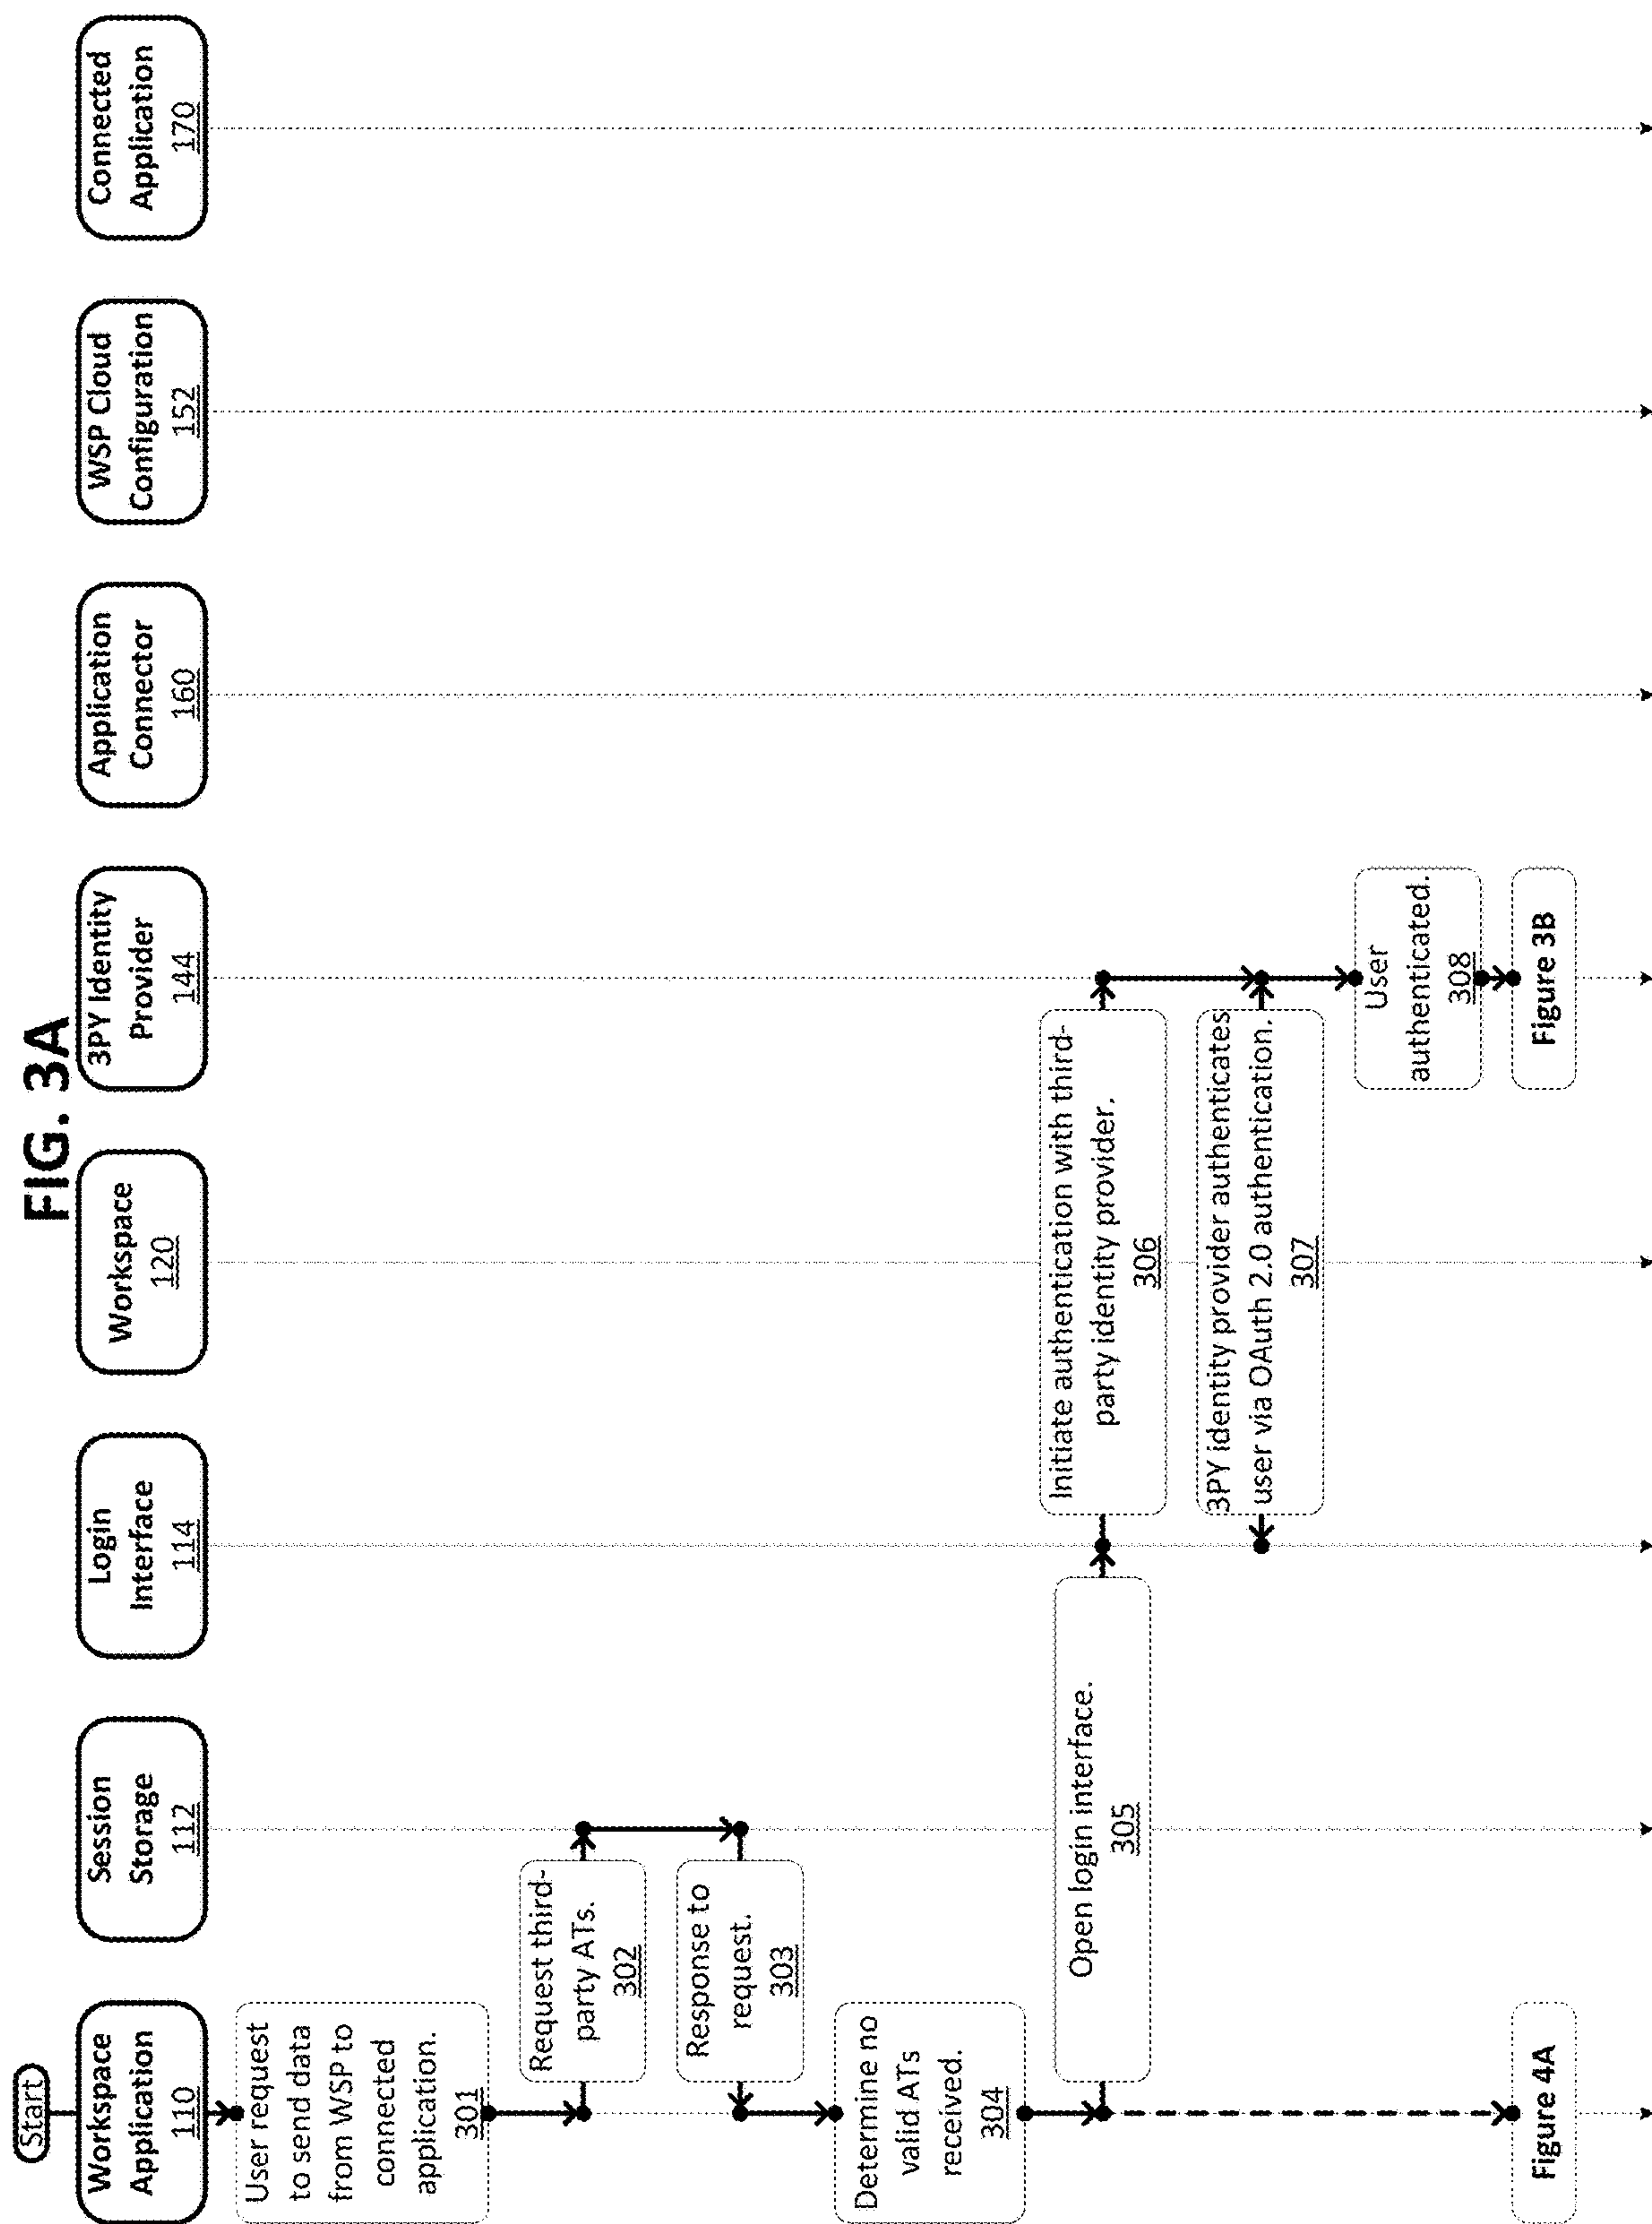 FIG. 3A
Start
Workspace
Application
110
Session
Storage
112
Login
Interface
114
Workspace
120
3PY Identity
Provider
144
Application
Connector
160
WSP Cloud
Configuration
152
Connected
Application
170
User request
to send data
from WSP to
connected
application.
301
Request third-
party ATs.
302
Response to
request.
303
Determine no
valid ATs
received.
304
Open login interface.
305
Initiate authentication with third-
party identity provider.
306
3PY identity provider authenticates
user via OAuth 2.0 authentication.
307
User
authenticated.
308
Figure 4A
Figure 3B